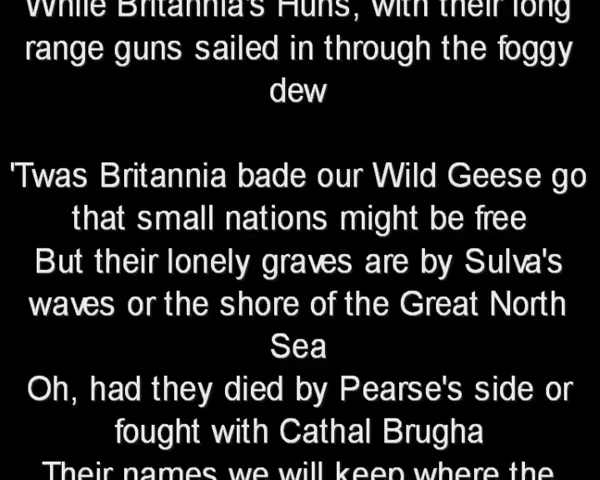 While Britannia's Huns, with their long
range guns sailed in through the foggy
dew
'Twas Britannia bade our Wild Geese go
that small nations might be free
But their lonely graves are by Sulva's
waves or the shore of the Great North
Sea
Oh, had they died by Pearse's side or
fought with Cathal Brugha
Their names we will keep where the